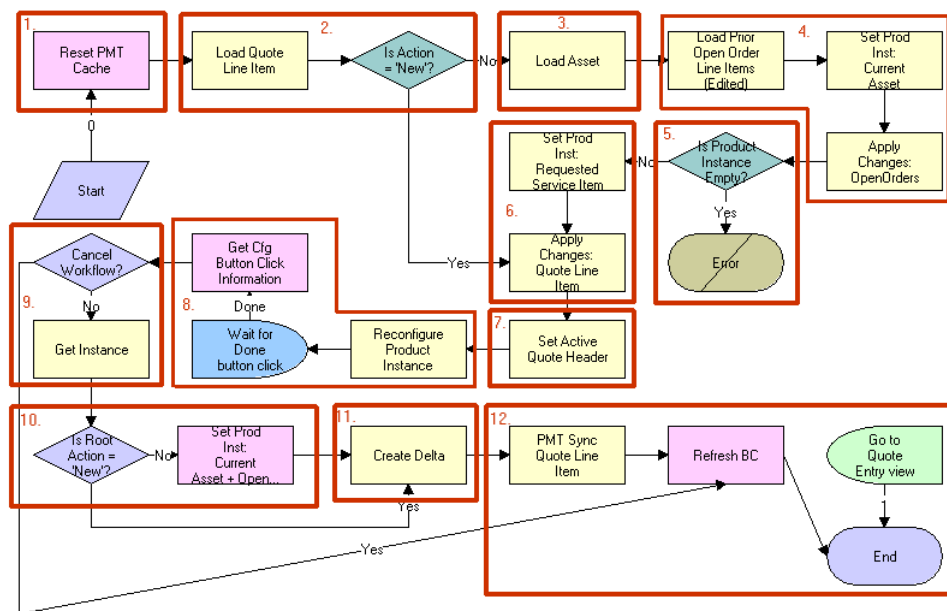 1.
Reset PMT
Cache
0
Start
2.
Load Quote
Line Item
Is Action
= 'New'?
No
Yes
3.
Load Asset
4.
Load Prior
Open Order
Line Items
(Edited)
Set Prod
Inst:
Current
Asset
Apply
Changes:
OpenOrders
5.
Is Product
Instance
Empty?
No
Yes
Error
6.
Set Prod
Inst:
Requested
Service Item
Apply
Changes:
Quote Line
Item
7.
Set Active
Quote Header
8.
Get Cfg
Button Click
Information
Done
Wait for
Done
button click
Reconfigure
Product
Instance
9.
Cancel
Workflow?
No
Get Instance
10.
Is Root
Action =
'New'?
No
Set Prod
Inst:
Current
Asset + Open...
Yes
11.
Create Delta
Yes
12.
PMT Sync
Quote Line
Item
Refresh BC
Go to
Quote
Entry view
1
End